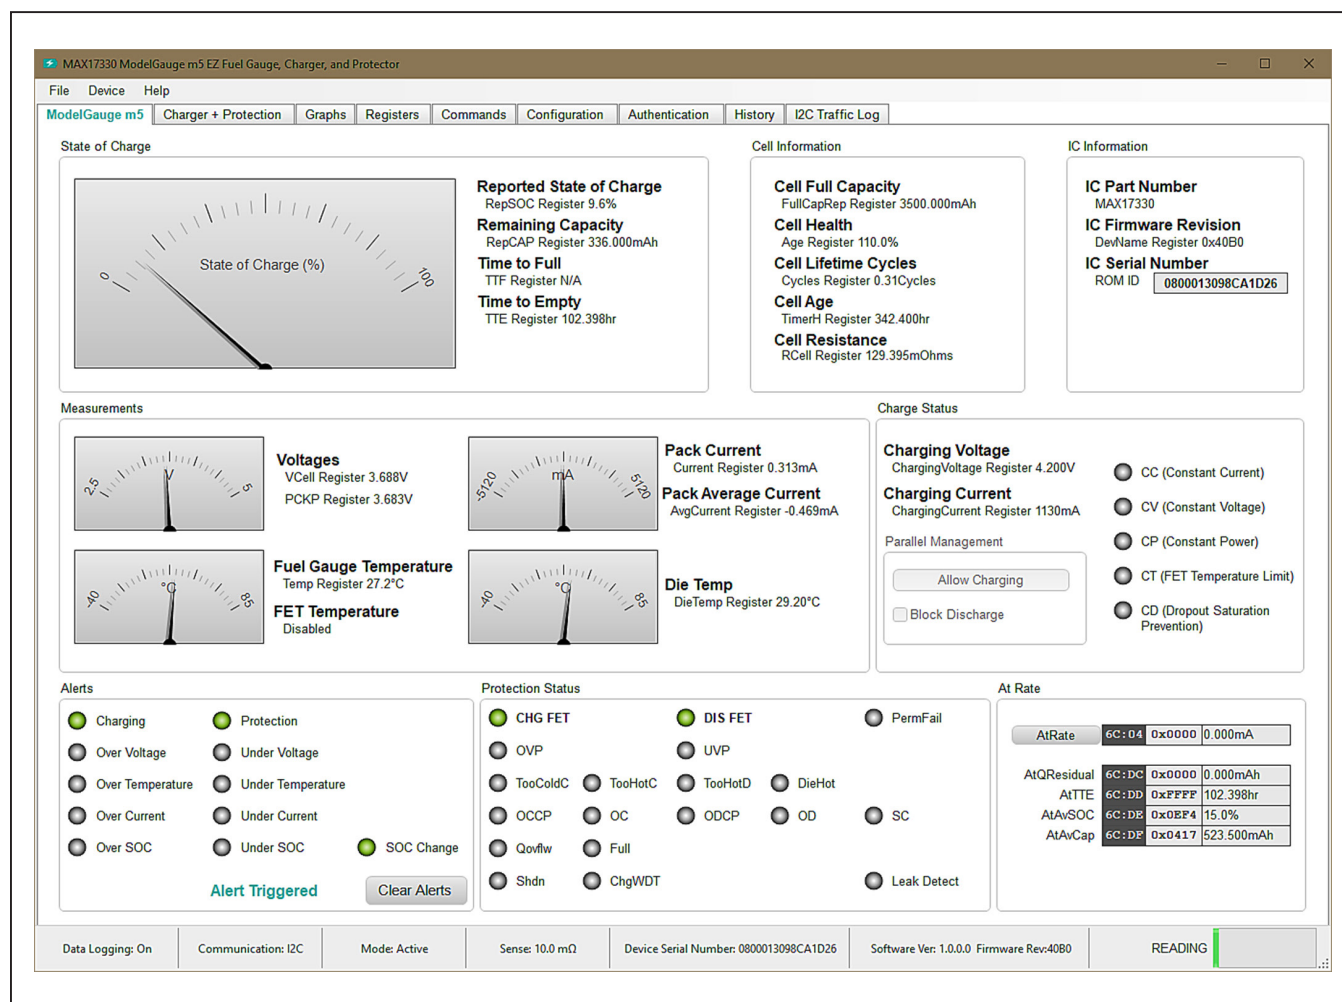 MAX17330 ModelGauge m5 EZ Fuel Gauge, Charger, and Protector
File Device Help
ModelGauge m5 Charger + Protection Graphs Registers Commands Configuration Authentication History I2C Traffic Log
State of Charge
0
100
State of Charge (%)
Reported State of Charge
RepSOC Register 9.6%
Remaining Capacity
RepCAP Register 336.000mAh
Time to Full
TTF Register N/A
Time to Empty
TTE Register 102.398hr
Cell Information
Cell Full Capacity
FullCapRep Register 3500.000mAh
Cell Health
Age Register 110.0%
Cell Lifetime Cycles
Cycles Register 0.31Cycles
Cell Age
TimerH Register 342.400hr
Cell Resistance
RCell Register 129.395mOhms
IC Information
IC Part Number
MAX17330
IC Firmware Revision
DevName Register 0x40B0
IC Serial Number
ROM ID 0800013098CA1D26
Measurements
2.5
V
5
Voltages
VCell Register 3.688V
PCKP Register 3.683V
-5120
mA
5120
Pack Current
Current Register 0.313mA
Pack Average Current
AvgCurrent Register -0.469mA
-40
°C
85
Fuel Gauge Temperature
Temp Register 27.2°C
FET Temperature
Disabled
-40
°C
85
Die Temp
DieTemp Register 29.20°C
Charge Status
Charging Voltage
ChargingVoltage Register 4.200V
Charging Current
ChargingCurrent Register 1130mA
Parallel Management
Allow Charging
Block Discharge
CC (Constant Current)
CV (Constant Voltage)
CP (Constant Power)
CT (FET Temperature Limit)
CD (Dropout Saturation
Prevention)
Alerts
Charging Protection
Over Voltage Under Voltage
Over Temperature Under Temperature
Over Current Under Current
Over SOC Under SOC SOC Change
Alert Triggered Clear Alerts
Protection Status
CHG FET DIS FET PermFail
OVP UVP
TooColdC TooHotC TooHotD DieHot
OCCP OC ODCP OD SC
Qovflw Full
Shdn ChgWDT Leak Detect
At Rate
AtRate 6C:04 0x0000 0.000mA
AtQResidual 6C:DC 0x0000 0.000mAh
AtTTE 6C:DD 0xFFFF 102.398hr
AtAvSOC 6C:DE 0x0EF4 15.0%
AtAvCap 6C:DF 0x0417 523.500mAh
Data Logging: On Communication: I2C Mode: Active Sense: 10.0 mΩ Device Serial Number: 0800013098CA1D26 Software Ver: 1.0.0.0 Firmware Rev:40B0 READING